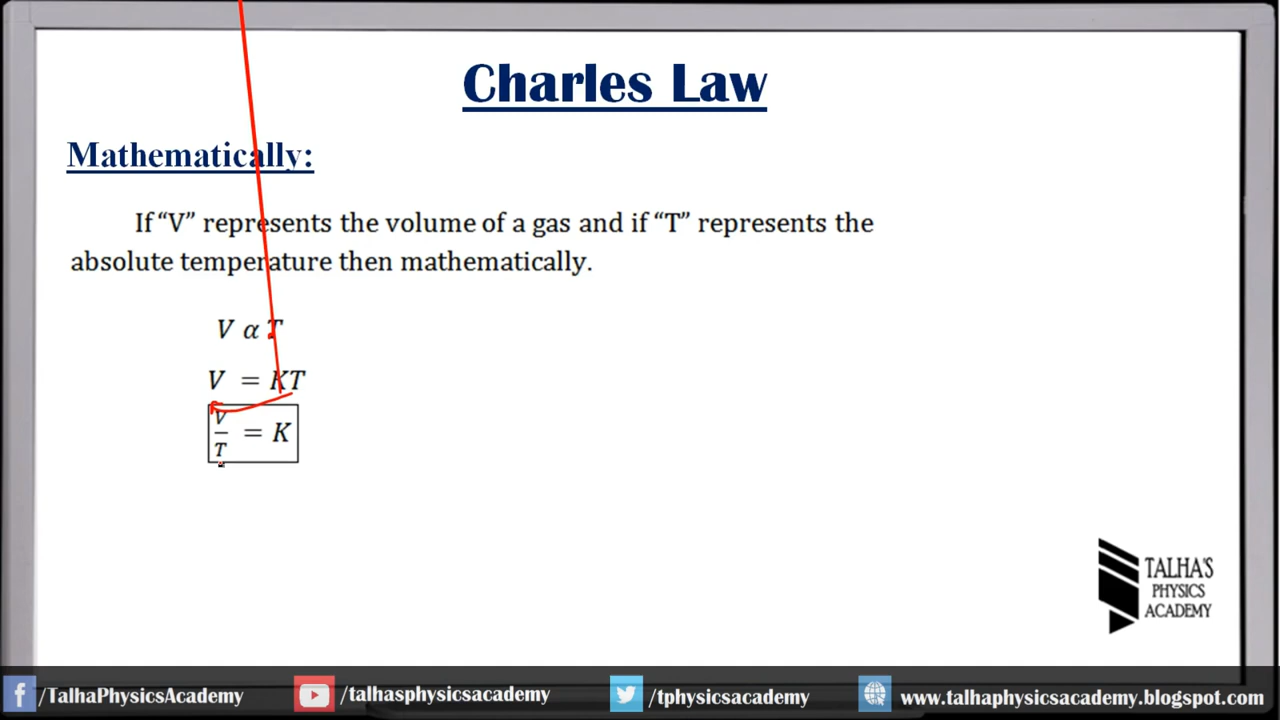 Charles Law
Mathematically:
If “V” represents the volume of a gas and if “T” represents the
absolute temperature then mathematically.
V α T
V = KT
V/T = K
TALHA'S
PHYSICS
ACADEMY
/TalhaPhysicsAcademy
/talhasphysicsacademy
/tphysicsacademy
www.talhaphysicsacademy.blogspot.com